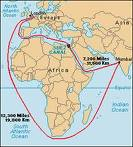 North
Atlantic
Ocean
London
Europe
SUEZ
CANAL
7,200 Miles
11,600 Km
Mumbai
Africa
12,300 Miles
19,800 Km
South
Atlantic
Ocean
Indian
Ocean